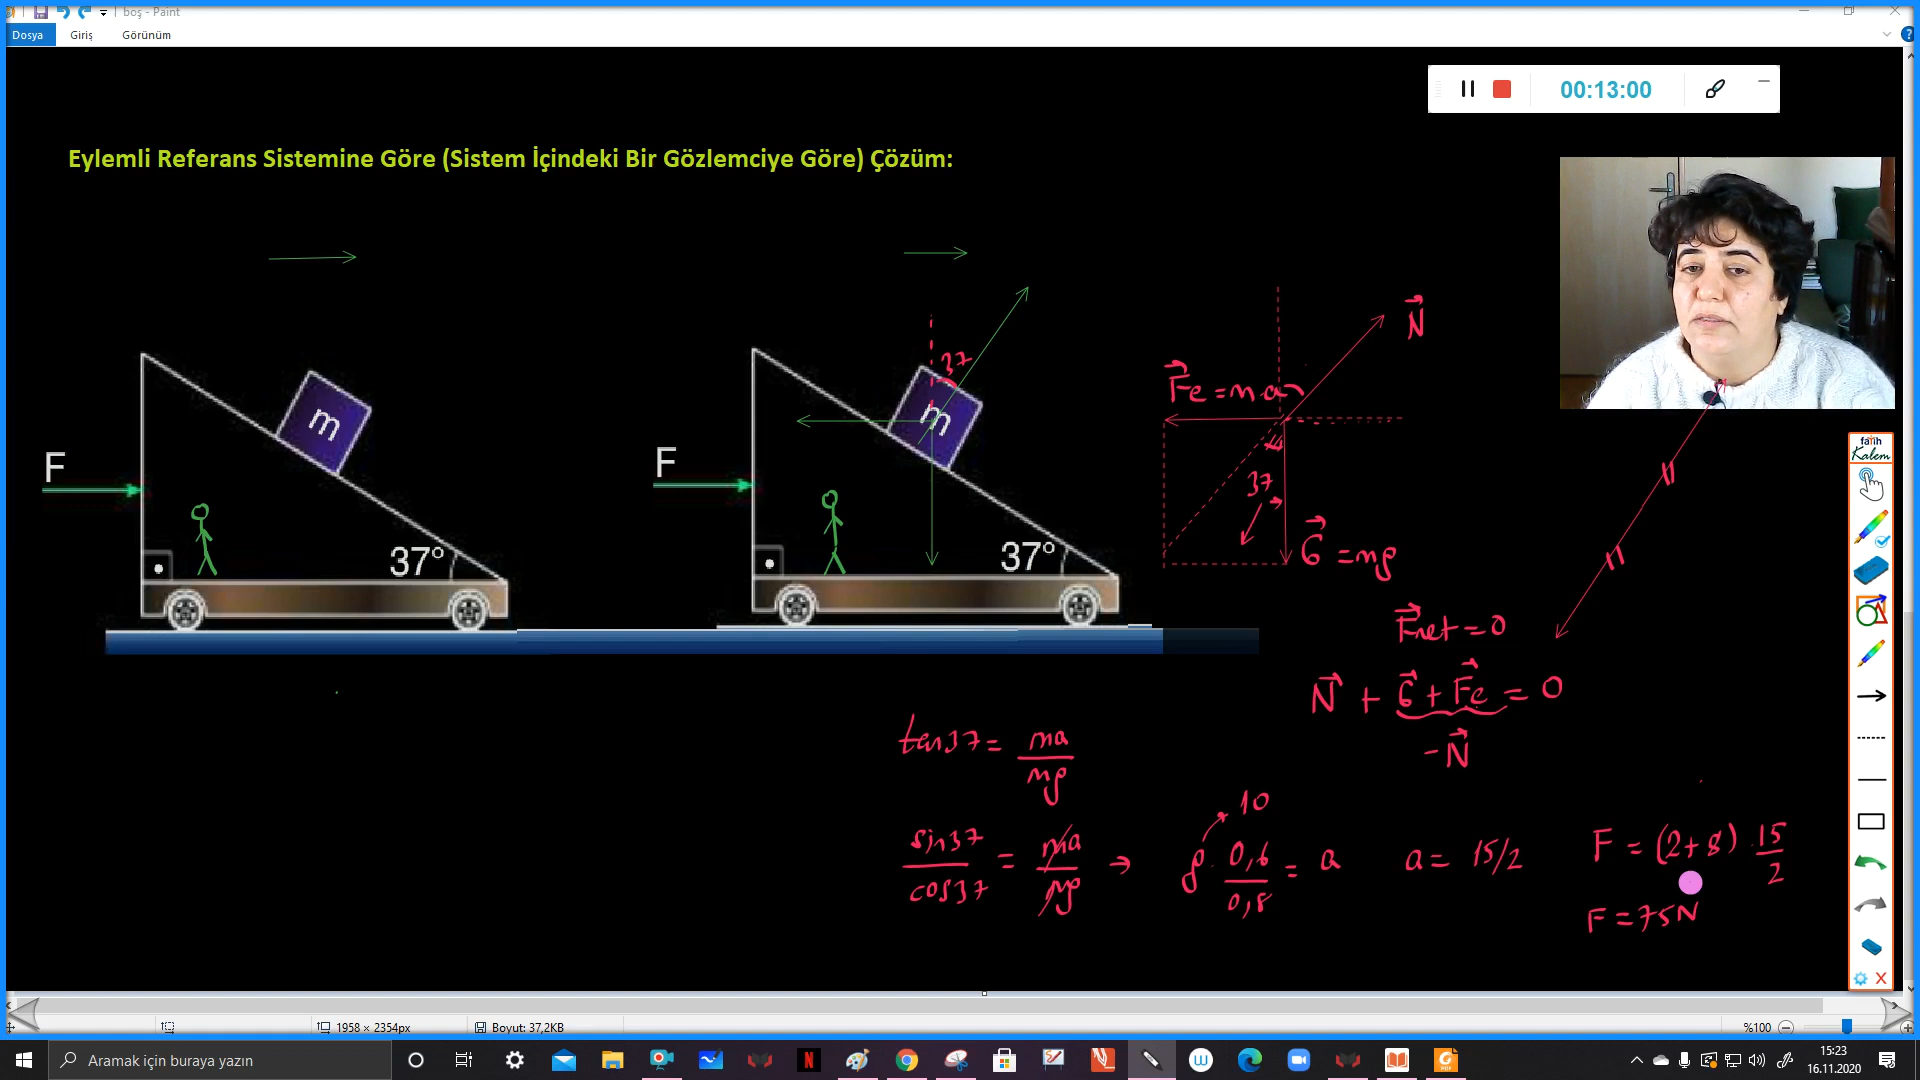 boş - Paint
Dosya
Giriş
Görünüm
00:13:00
Eylemli Referans Sistemine Göre (Sistem İçindeki Bir Gözlemciye Göre) Çözüm:
F
m
37°
F
m
37
37°
N
Fe = ma
37
G = mg
Fnet = 0
N + G + Fe = 0
-N
tan37 = ma/mg
sin37/cos37 = ma/mg → g · 0,6/0,8 = a
10
a = 15/2
F = (2+8) · 15/2
F = 75N
fatih
Kalem
1958 × 2354px
Boyut: 37,2KB
%100
Aramak için buraya yazın
15:23
16.11.2020